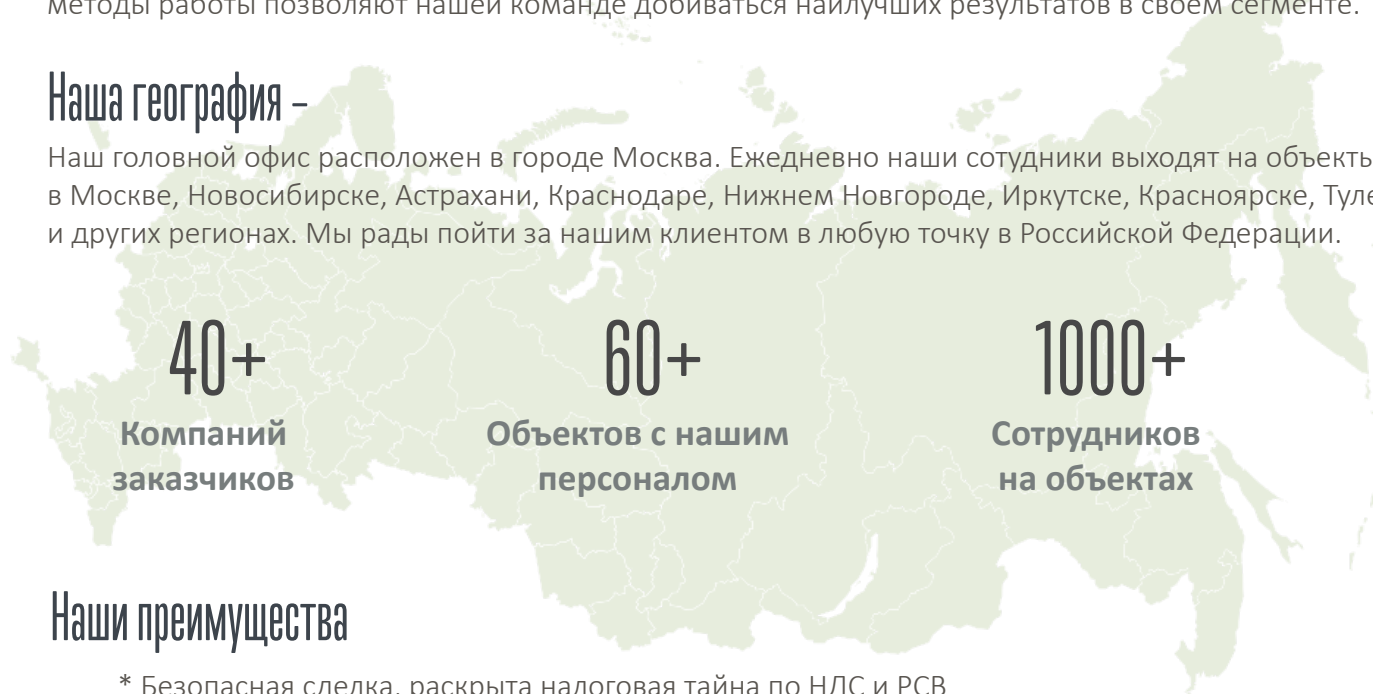 методы работы позволяют нашей команде добиваться наилучших результатов в своем сегменте.
Наша география –
Наш головной офис расположен в городе Москва. Ежедневно наши сотудники выходят на объекты
в Москве, Новосибирске, Астрахани, Краснодаре, Нижнем Новгороде, Иркутске, Красноярске, Туле
и других регионах. Мы рады пойти за нашим клиентом в любую точку в Российской Федерации.
40+
60+
1000+
Компаний
заказчиков
Объектов с нашим
персоналом
Сотрудников
на объектах
Наши преимущества
* Безопасная сделка, раскрыта налоговая тайна по НДС и РСВ